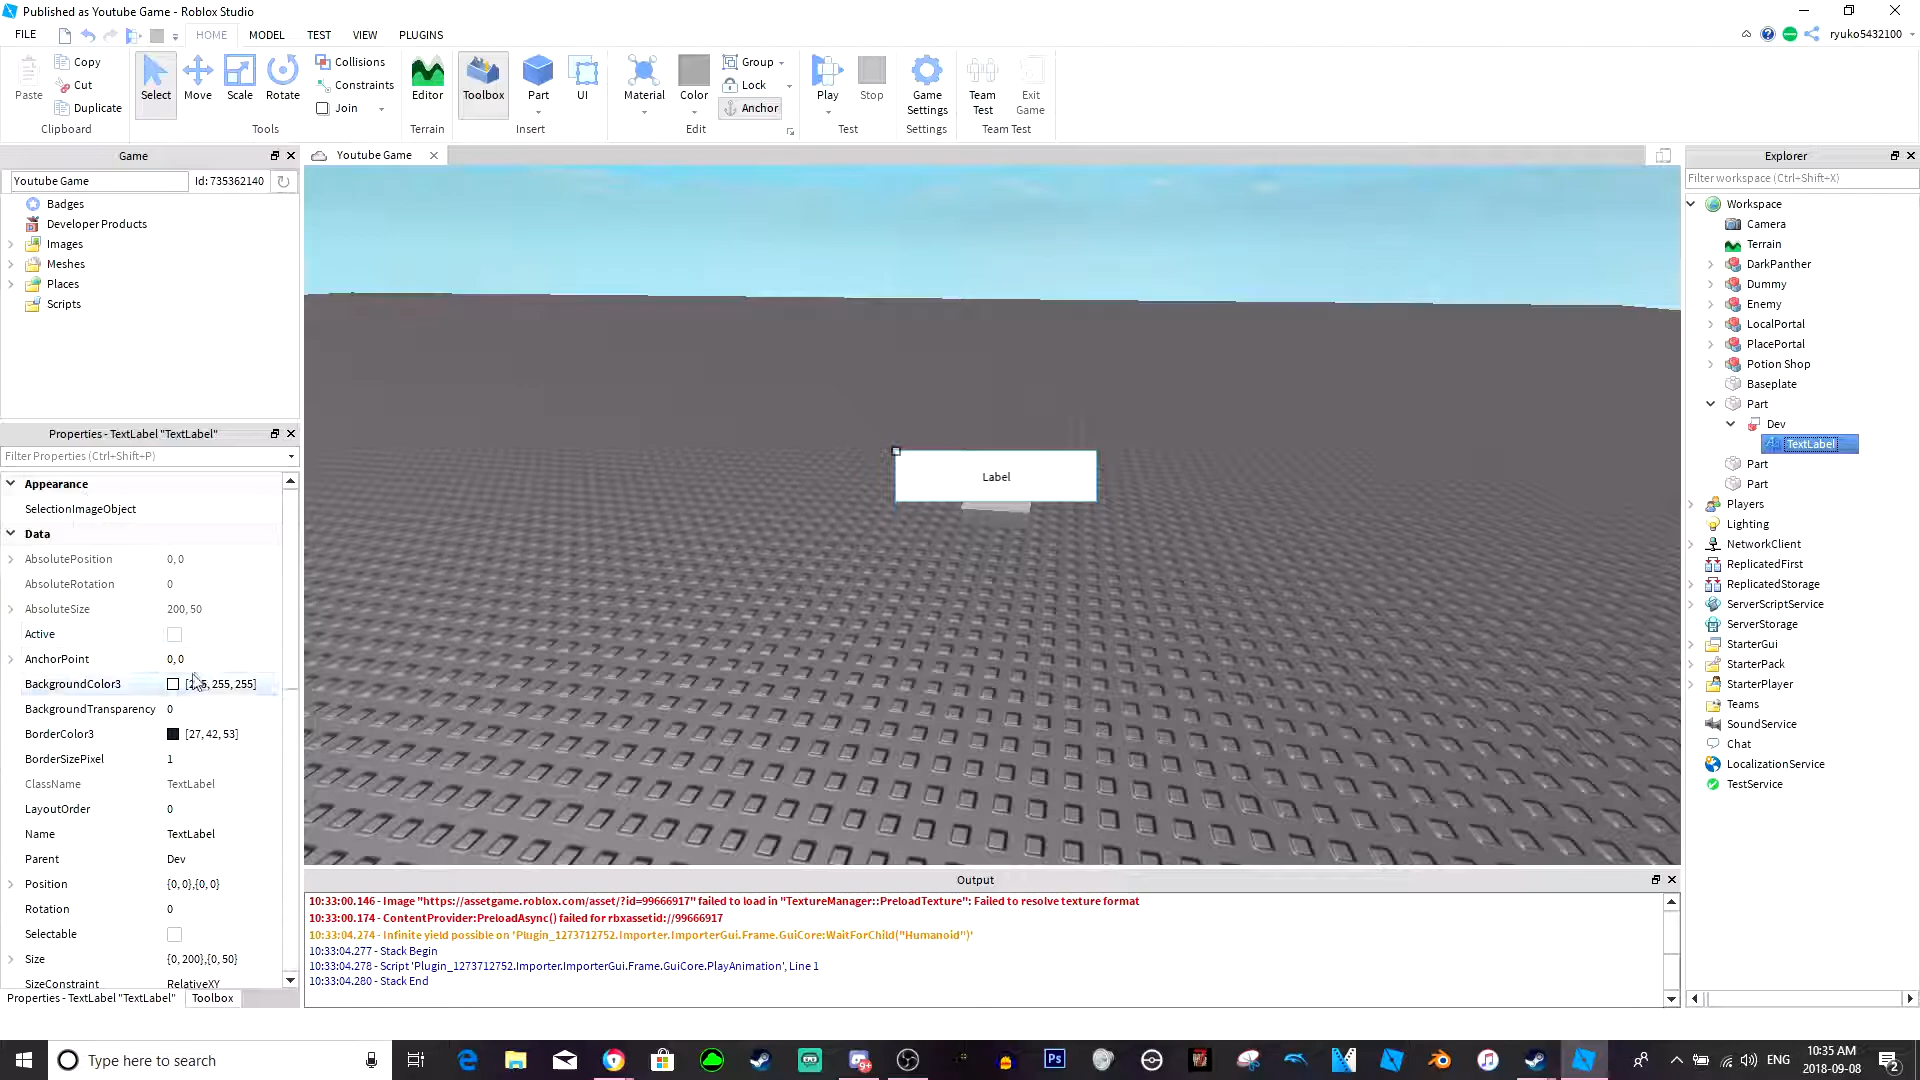 Published as Youtube Game - Roblox Studio
FILE HOME MODEL TEST VIEW PLUGINS ryuko5432100
Paste Copy Cut Duplicate Clipboard
Select Move Scale Rotate Collisions Constraints Join Tools
Editor Terrain
Toolbox Part UI Insert
Material Color Group Lock Anchor Edit
Play Stop Test
Game Settings Settings
Team Test Exit Game Team Test
Game
Youtube Game Id: 735362140
Badges
Developer Products
Images
Meshes
Places
Scripts
Properties - TextLabel "TextLabel"
Filter Properties (Ctrl+Shift+P)
Appearance
SelectionImageObject
Data
AbsolutePosition 0, 0
AbsoluteRotation 0
AbsoluteSize 200, 50
Active
AnchorPoint 0, 0
BackgroundColor3 255, 255]
BackgroundTransparency 0
BorderColor3 [27, 42, 53]
BorderSizePixel 1
ClassName TextLabel
LayoutOrder 0
Name TextLabel
Parent Dev
Position {0, 0},{0, 0}
Rotation 0
Selectable
Size {0, 200},{0, 50}
SizeConstraint RelativeXY
Properties - TextLabel "TextLabel" Toolbox
Youtube Game
Label
Output
10:33:00.146 - Image "https://assetgame.roblox.com/asset/?id=99666917" failed to load in "TextureManager::PreloadTexture": Failed to resolve texture format
10:33:00.174 - ContentProvider:PreloadAsync() failed for rbxassetid://99666917
10:33:04.274 - Infinite yield possible on 'Plugin_1273712752.Importer.ImporterGui.Frame.GuiCore:WaitForChild("Humanoid")'
10:33:04.277 - Stack Begin
10:33:04.278 - Script 'Plugin_1273712752.Importer.ImporterGui.Frame.GuiCore.PlayAnimation', Line 1
10:33:04.280 - Stack End
Explorer
Filter workspace (Ctrl+Shift+X)
Workspace
Camera
Terrain
DarkPanther
Dummy
Enemy
LocalPortal
PlacePortal
Potion Shop
Baseplate
Part
Dev
TextLabel
Part
Part
Players
Lighting
NetworkClient
ReplicatedFirst
ReplicatedStorage
ServerScriptService
ServerStorage
StarterGui
StarterPack
StarterPlayer
Teams
SoundService
Chat
LocalizationService
TestService
Type here to search
Ps
ENG
10:35 AM
2018-09-08
2